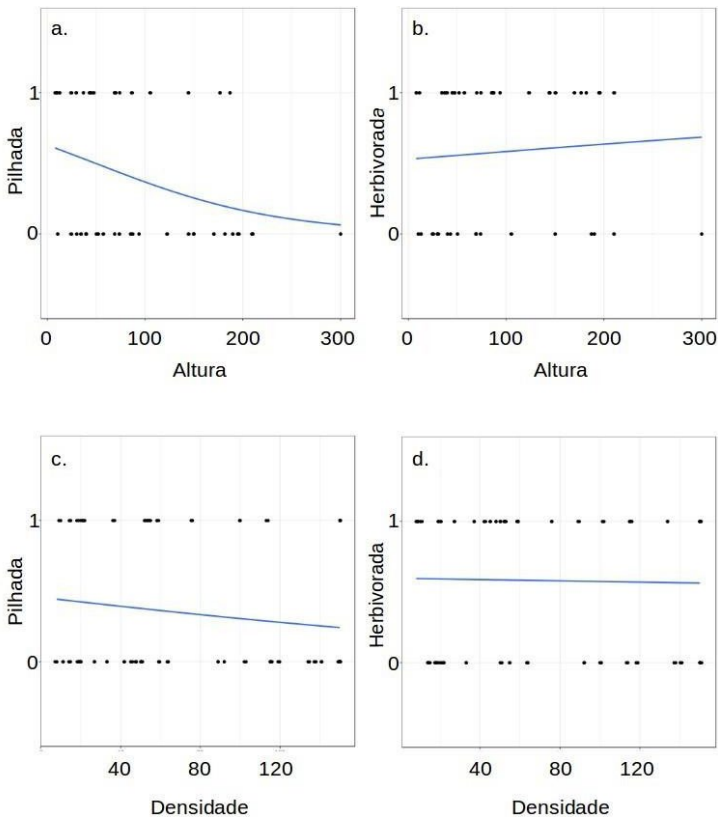 a.
1
0
Pilhada
0 100 200 300
Altura
b.
1
0
Herbivorada
0 100 200 300
Altura
c.
1
0
Pilhada
40 80 120
Densidade
d.
1
0
Herbivorada
40 80 120
Densidade